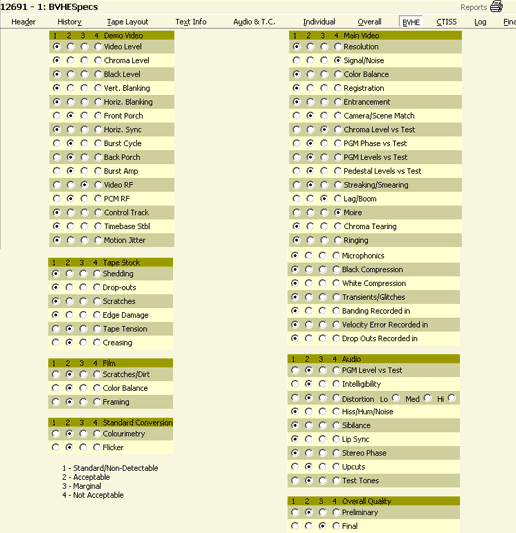 12691 - 1: BVHESpecs
Reports
Header History Tape Layout Text Info Audio & T.C. Individual Overall BVHE CTISS Log Fina
1 2 3 4 Demo Video
Video Level
Chroma Level
Black Level
Vert. Blanking
Horiz. Blanking
Front Porch
Horiz. Sync
Burst Cycle
Back Porch
Burst Amp
Video RF
PCM RF
Control Track
Timebase Stbl
Motion Jitter
1 2 3 4 Tape Stock
Shedding
Drop-outs
Scratches
Edge Damage
Tape Tension
Creasing
1 2 3 4 Film
Scratches/Dirt
Color Balance
Framing
1 2 3 4 Standard Conversion
Colourimetry
Flicker
1 - Standard/Non-Detectable
2 - Acceptable
3 - Marginal
4 - Not Acceptable
1 2 3 4 Main Video
Resolution
Signal/Noise
Color Balance
Registration
Entrancement
Camera/Scene Match
Chroma Level vs Test
PGM Phase vs Test
PGM Levels vs Test
Pedestal Levels vs Test
Streaking/Smearing
Lag/Boom
Moire
Chroma Tearing
Ringing
Microphonics
Black Compression
White Compression
Transients/Glitches
Banding Recorded in
Velocity Error Recorded in
Drop Outs Recorded in
1 2 3 4 Audio
PGM Level vs Test
Intelligibility
Distortion Lo Med Hi
Hiss/Hum/Noise
Sibilance
Lip Sync
Stereo Phase
Upcuts
Test Tones
1 2 3 4 Overall Quality
Preliminary
Final